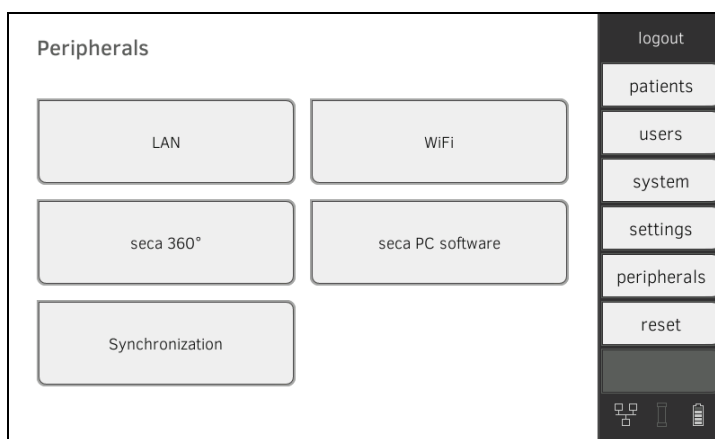 Peripherals
LAN
WiFi
seca 360°
seca PC software
Synchronization
logout
patients
users
system
settings
peripherals
reset